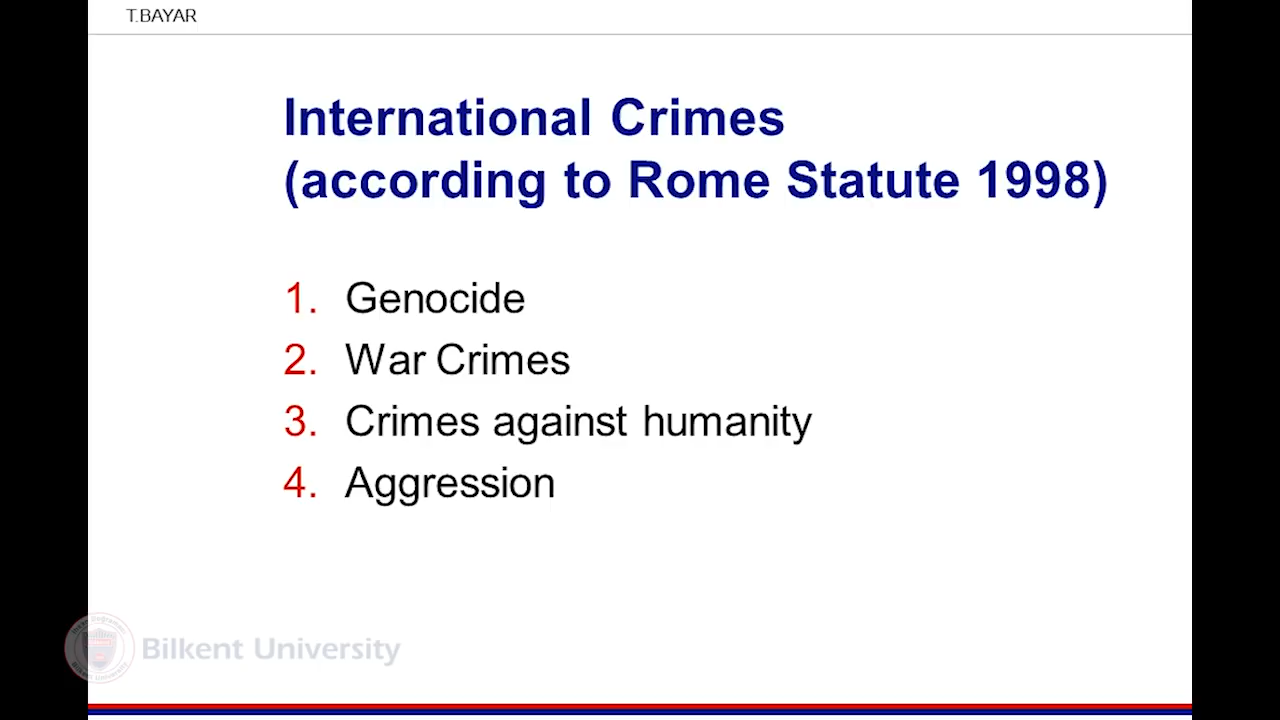 T.BAYAR
International Crimes
(according to Rome Statute 1998)
1. Genocide
2. War Crimes
3. Crimes against humanity
4. Aggression
Bilkent University